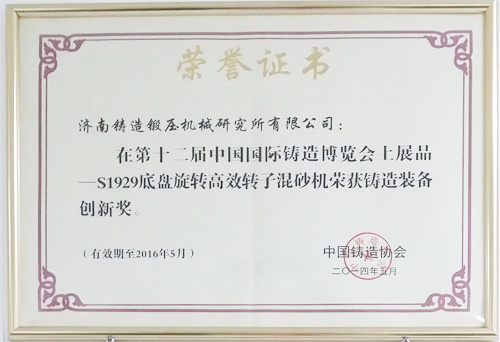 荣誉证书
济南铸造锻压机械研究所有限公司：
在第十二届中国国际铸造博览会上展品
—S1929底盘旋转高效转子混砂机荣获铸造装备
创新奖。
（有效期至2016年5月）
中国铸造协会
二〇一四年五月